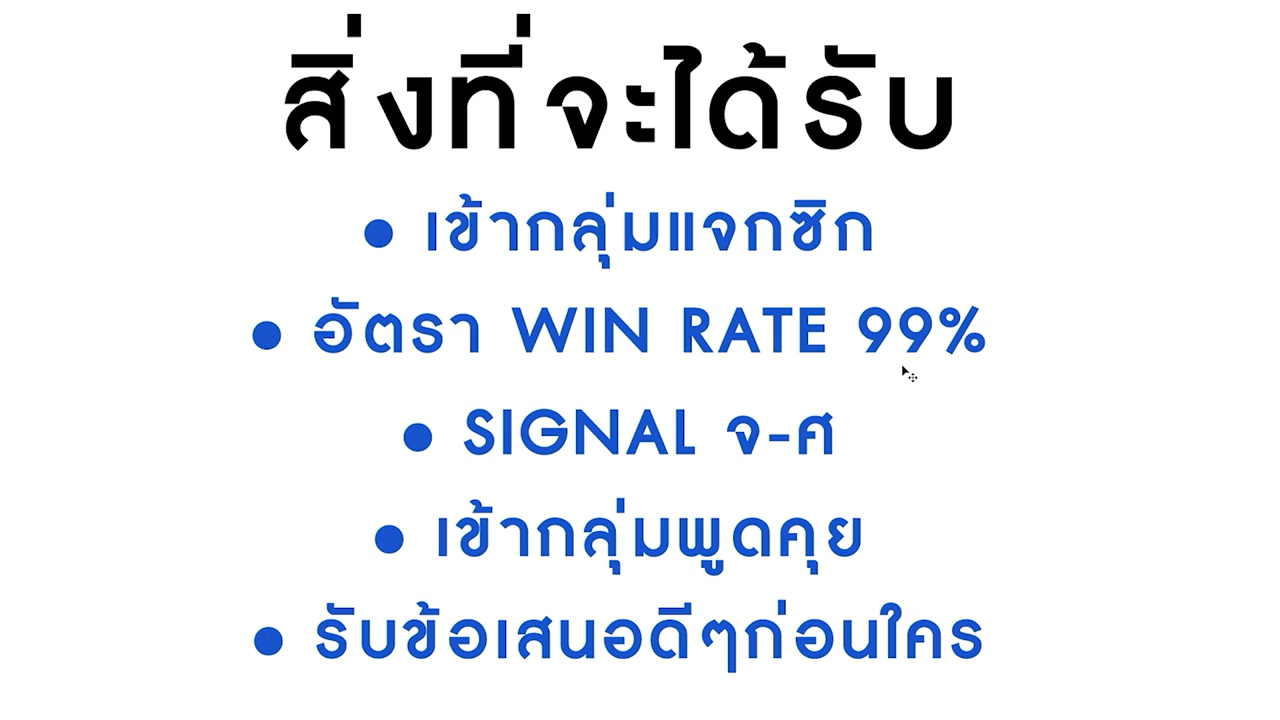 สิ่งที่จะได้รับ
• เข้ากลุ่มแจกซิก
• อัตรา WIN RATE 99%
• SIGNAL จ-ศ
• เข้ากลุ่มพูดคุย
• รับข้อเสนอดีๆก่อนใคร